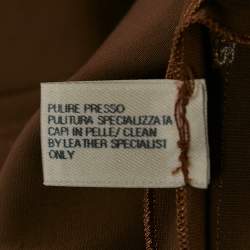 PULIRE PRESSO
PULITURA SPECIALIZZATA
CAPI IN PELLE/ CLEAN
BY LEATHER SPECIALIST
ONLY